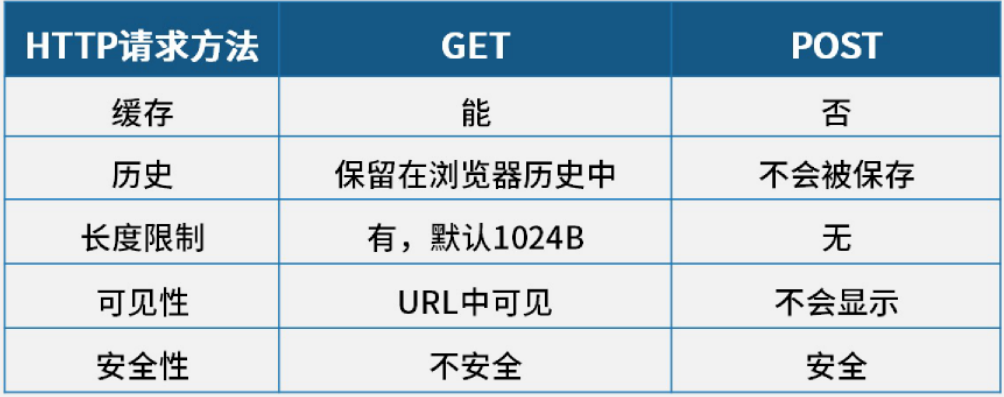 HTTP请求方法 GET POST
缓存 能 否
历史 保留在浏览器历史中 不会被保存
长度限制 有，默认1024B 无
可见性 URL中可见 不会显示
安全性 不安全 安全